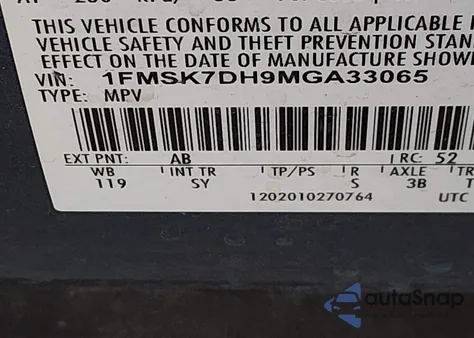 THIS VEHICLE CONFORMS TO ALL APPLICABLE
VEHICLE SAFETY AND THEFT PREVENTION STAN
EFFECT ON THE DATE OF MANUFACTURE SHOW
VIN: 1FMSK7DH9MGA33065
TYPE: MPV
EXT PNT: AB RC: 52
WB INT TR TP/PS R AXLE TR
119 SY S 3B T
1202010270764 UTC
autoSnap